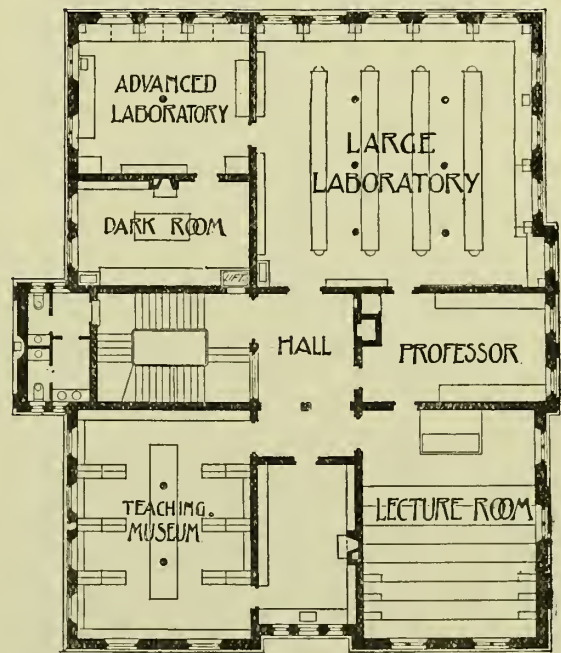 ADVANCED
LABORATORY
LARGE
LABORATORY
DARK ROOM
LIFT
HALL
PROFESSOR
TEACHING.
MUSEUM
LECTURE ROOM